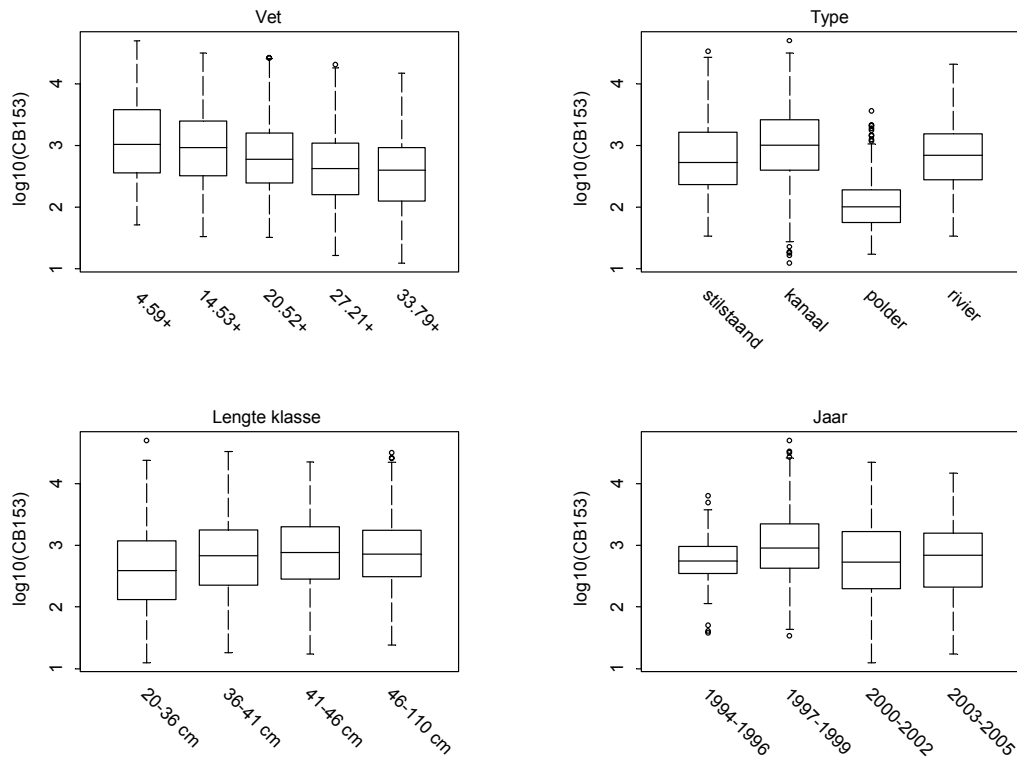 Vet
log10(CB153)
4
3
2
1
4.59+
14.53+
20.52+
27.21+
33.79+
Type
log10(CB153)
4
3
2
1
stilstaand
kanaal
polder
rivier
Lengte klasse
log10(CB153)
4
3
2
1
20-36 cm
36-41 cm
41-46 cm
46-110 cm
Jaar
log10(CB153)
4
3
2
1
1994-1996
1997-1999
2000-2002
2003-2005